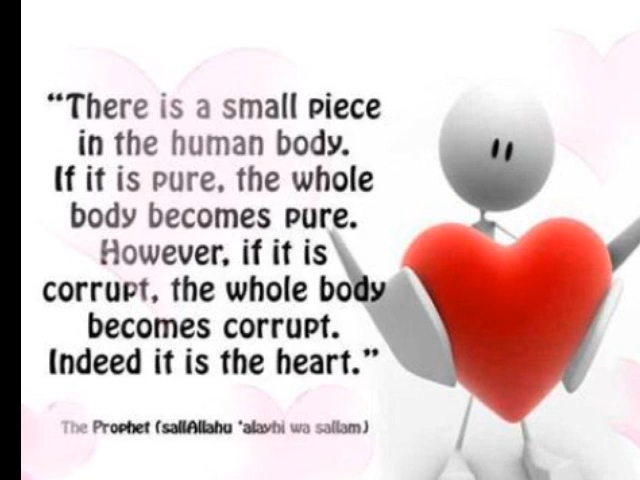 “There is a small piece
in the human body.
If it is pure, the whole
body becomes pure.
However, if it is
corrupt, the whole body
becomes corrupt.
Indeed it is the heart.”
The Prophet (sallAllahu 'alayhi wa sallam)